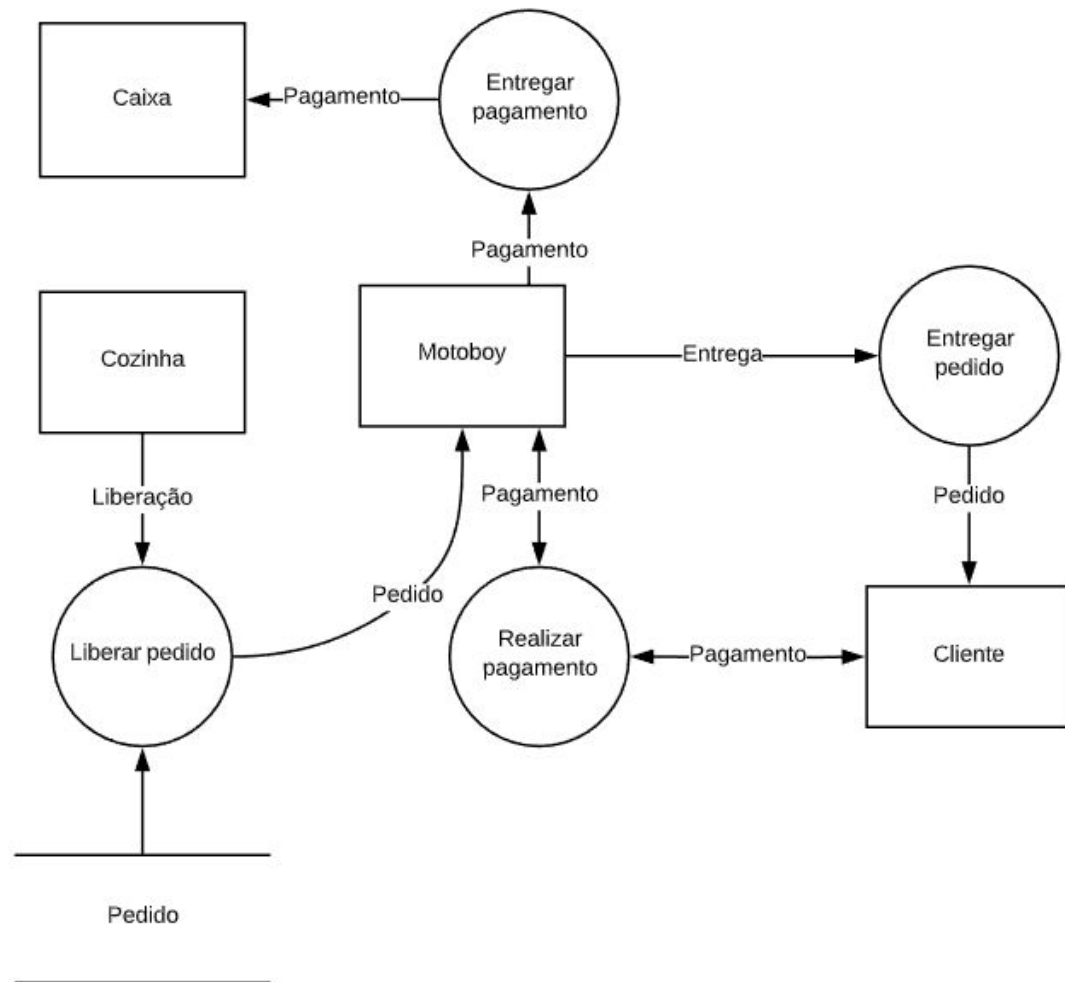 Caixa
Pagamento
Entregar
pagamento
Pagamento
Cozinha
Motoboy
Entrega
Entregar
pedido
Liberação
Pagamento
Pedido
Pedido
Liberar pedido
Realizar
pagamento
Pagamento
Cliente
Pedido